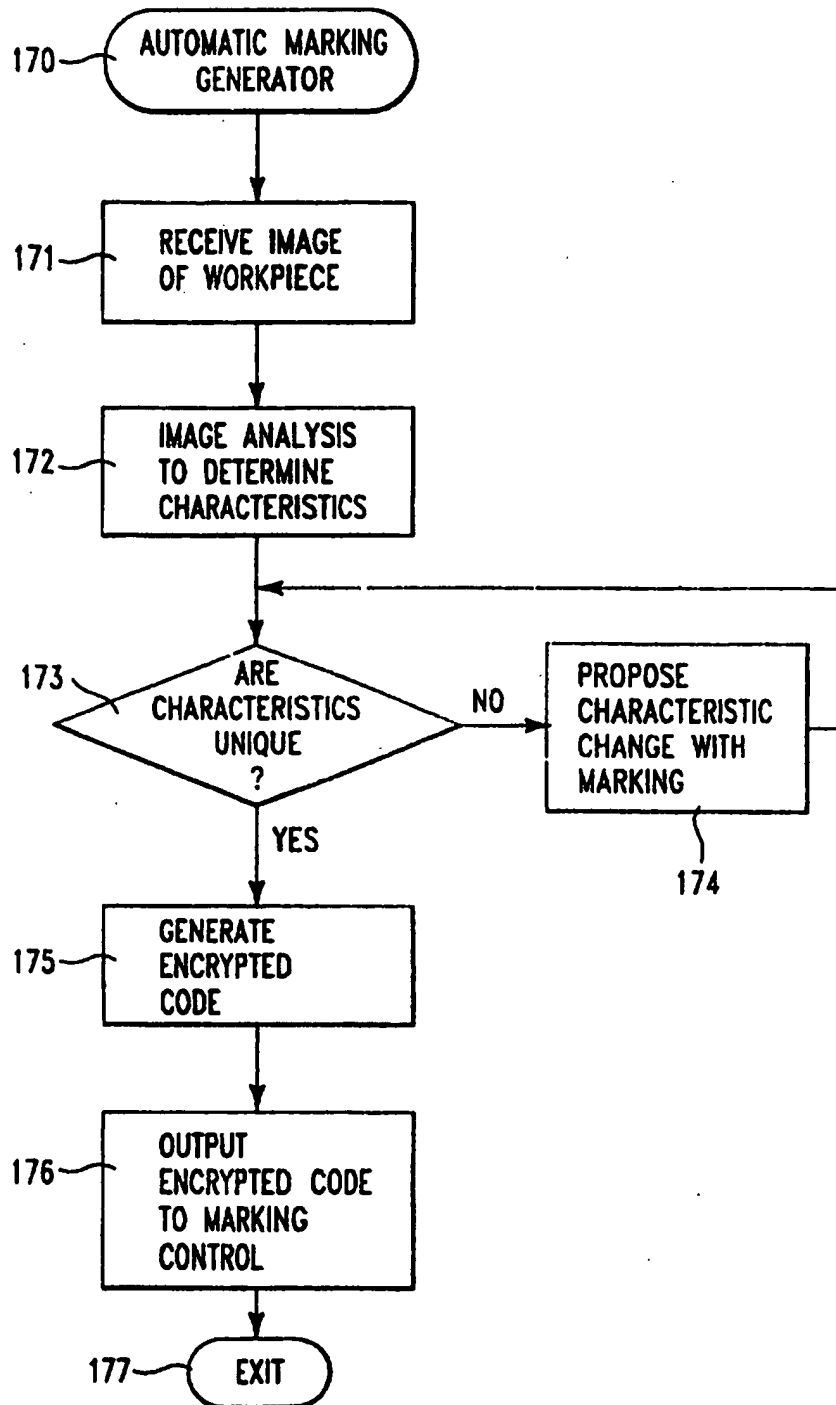 170
AUTOMATIC MARKING
GENERATOR
171
RECEIVE IMAGE
OF WORKPIECE
172
IMAGE ANALYSIS
TO DETERMINE
CHARACTERISTICS
173
ARE
CHARACTERISTICS
UNIQUE
?
NO
PROPOSE
CHARACTERISTIC
CHANGE WITH
MARKING
174
YES
175
GENERATE
ENCRYPTED
CODE
176
OUTPUT
ENCRYPTED CODE
TO MARKING
CONTROL
177
EXIT